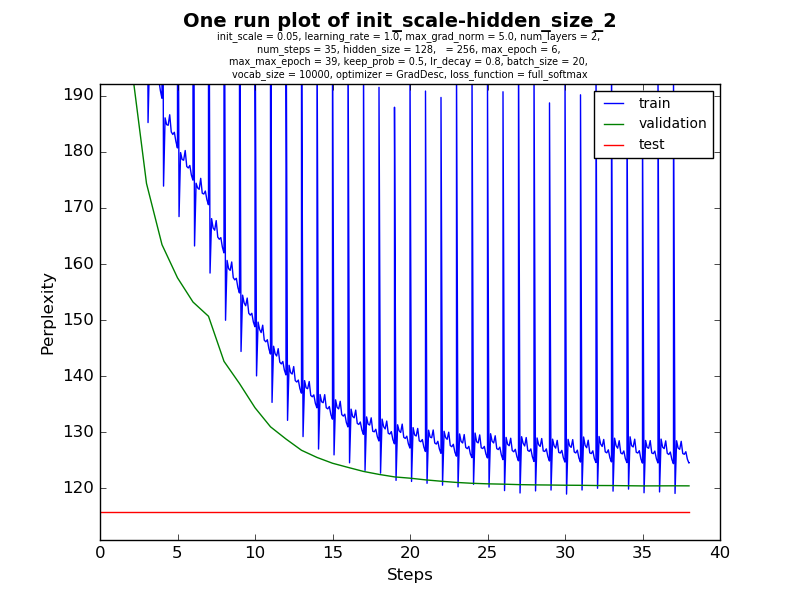 One run plot of init_scale-hidden_size_2
init_scale = 0.05, learning_rate = 1.0, max_grad_norm = 5.0, num_layers = 2,
num_steps = 35, hidden_size = 128,   = 256, max_epoch = 6,
max_max_epoch = 39, keep_prob = 0.5, lr_decay = 0.8, batch_size = 20,
vocab_size = 10000, optimizer = GradDesc, loss_function = full_softmax
190
180
170
160
150
140
130
120
Perplexity
train
validation
test
0 5 10 15 20 25 30 35 40
Steps